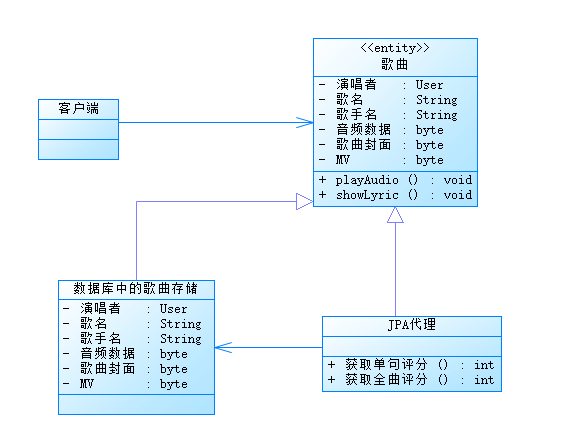 <<entity>>
歌曲
- 演唱者 : User
- 歌名 : String
- 歌手名 : String
- 音频数据 : byte
- 歌曲封面 : byte
- MV : byte
+ playAudio () : void
+ showLyric () : void
客户端
数据库中的歌曲存储
- 演唱者 : User
- 歌名 : String
- 歌手名 : String
- 音频数据 : byte
- 歌曲封面 : byte
- MV : byte
JPA代理
+ 获取单句评分 () : int
+ 获取全曲评分 () : int